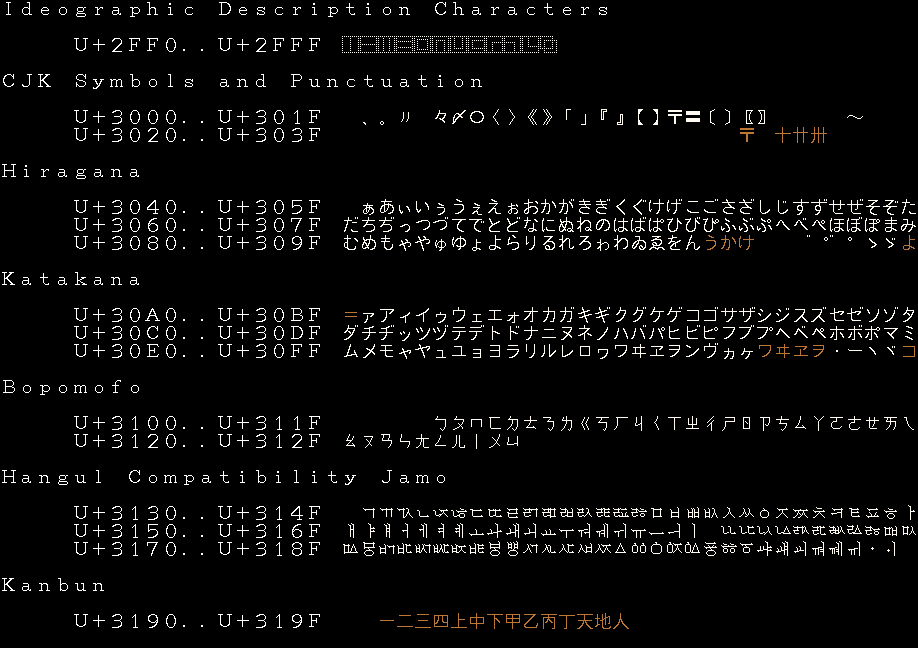 Ideographic Description Characters
U+2FF0..U+2FFF
CJK Symbols and Punctuation
U+3000..U+301F 、。〃 々〆〇〈〉《》「」『』【】〒〓〔〕〖〗 〜
U+3020..U+303F 〒 十卄卅
Hiragana
U+3040..U+305F ぁあぃいぅうぇえぉおかがきぎくぐけげこごさざしじすずせぜそぞた
U+3060..U+307F だちぢっつづてでとどなにぬねのはばぱひびぴふぶぷへべぺほぼぽまみ
U+3080..U+309F むめもゃやゅゆょよらりるれろゎわゐゑをんうかけ ゛゜ ゝゞよ
Katakana
U+30A0..U+30BF ゠ァアィイゥウェエォオカガキギクグケゲコゴサザシジスズセゼソゾタ
U+30C0..U+30DF ダチヂッツヅテデトドナニヌネノハバパヒビピフブプヘベペホボポマミ
U+30E0..U+30FF ムメモャヤュユョヨラリルレロヮワヰヱヲンヴヵヶワヰヱヲ・ーヽヾコ
Bopomofo
U+3100..U+311F ㄅㄆㄇㄈㄉㄊㄋㄌㄍㄎㄏㄐㄑㄒㄓㄔㄕㄖㄗㄘㄙㄚㄛㄜㄝㄞㄟ
U+3120..U+312F ㄠㄡㄢㄣㄤㄥㄦㄧㄨㄩ
Hangul Compatibility Jamo
U+3130..U+314F
U+3150..U+316F
U+3170..U+318F
Kanbun
U+3190..U+319F 一二三四上中下甲乙丙丁天地人